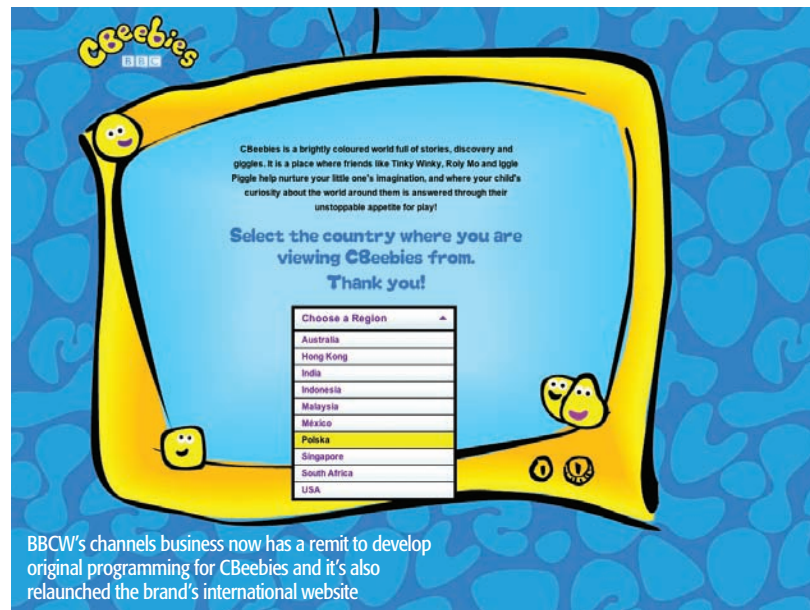 CBeebies
BBC
CBeebies is a brightly coloured world full of stories, discovery and
giggles. It is a place where friends like Tinky Winky, Roly Mo and Iggle
Piggle help nurture your little one's imagination, and where your child's
curiosity about the world around them is answered through their
unstoppable appetite for play!
Select the country where you are
viewing CBeebies from.
Thank you!
Choose a Region
Australia
Hong Kong
India
Indonesia
Malaysia
México
Polska
Singapore
South Africa
USA
BBCW's channels business now has a remit to develop
original programming for CBeebies and it's also
relaunched the brand's international website